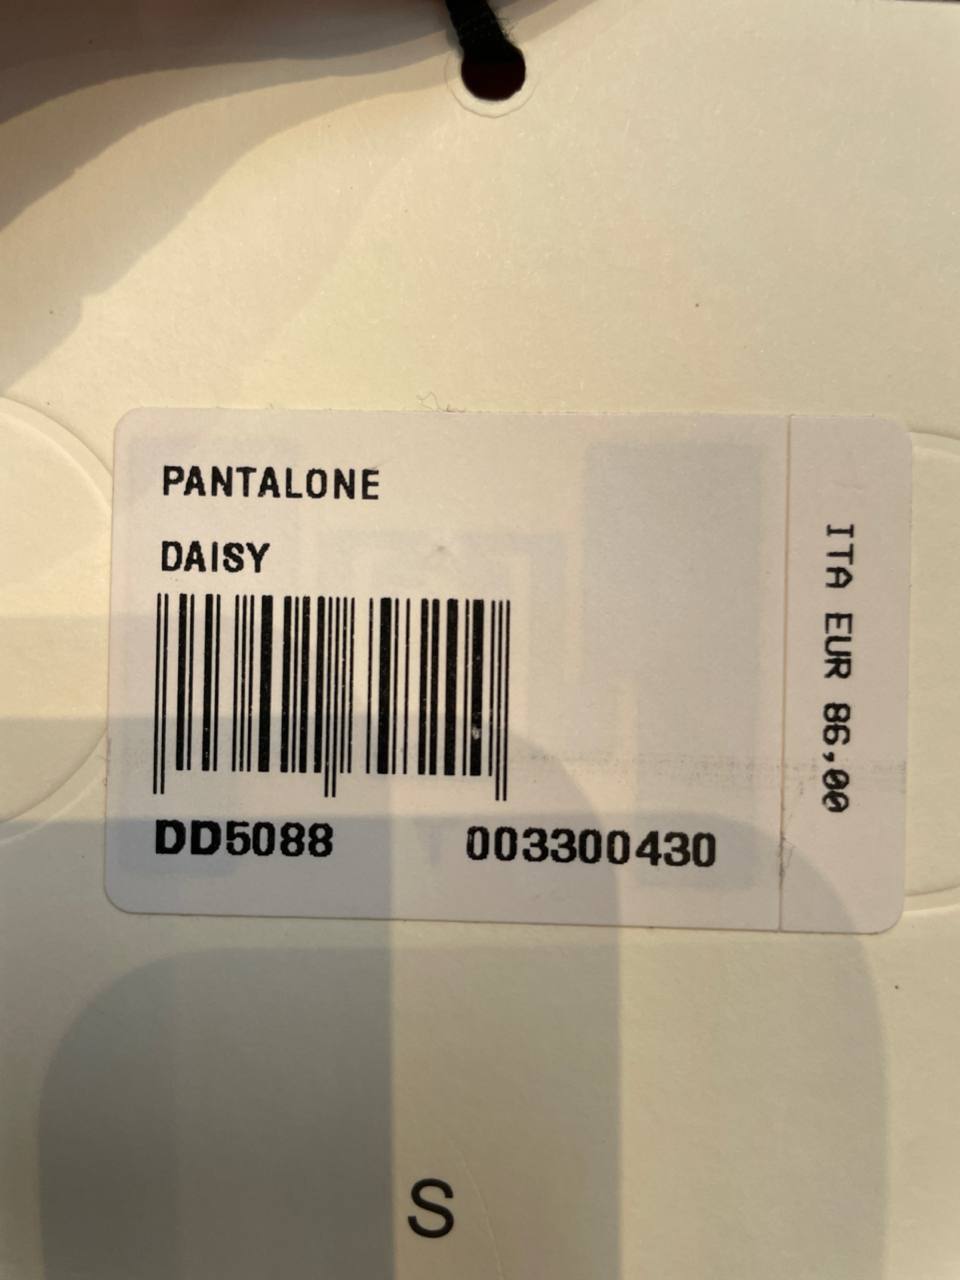 PANTALONE
DAISY
DD5088 003300430
ITA EUR 86,00
S